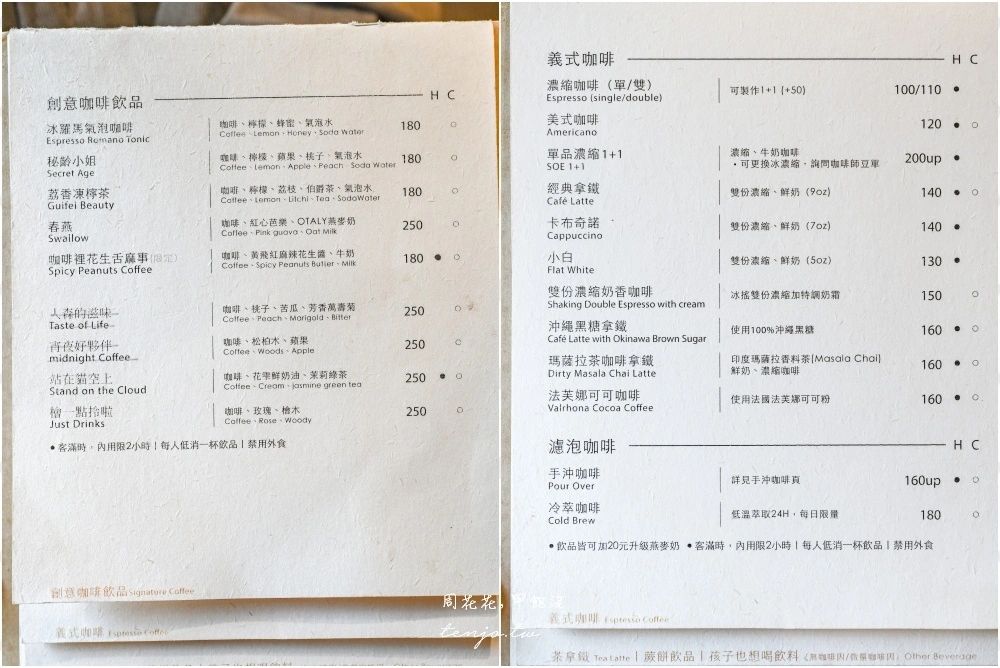 創意咖啡飲品 H C
冰羅馬氣泡咖啡 咖啡、檸檬、蜂蜜、氣泡水 180 ○
Espresso Romano Tonic Coffee、Lemon、Honey、Soda Water
秘齡小姐 咖啡、檸檬、蘋果、桃子、氣泡水 180 ○
Secret Age Coffee、Lemon、Apple、Peach、Soda Water
荔香凍檸茶 咖啡、檸檬、荔枝、伯爵茶、氣泡水 180 ○
Guifei Beauty Coffee、Lemon、Litchi、Tea、SodaWater
春燕 咖啡、紅心芭樂、OTALY燕麥奶 250 ○
Swallow Coffee、Pink guava、Oat Milk
咖啡裡花生舌麻事(限定) 咖啡、黃飛紅麻辣花生醬、牛奶 180 ● ○
Spicy Peanuts Coffee Coffee、Spicy Peanuts Butter、Milk
人森的滋味 咖啡、桃子、苦瓜、芳香萬壽菊 250 ○
Taste of Life Coffee、Peach、Marigold、Bitter
宵夜好夥伴 咖啡、松柏木、蘋果 250 ○
midnight Coffee Coffee、Woods、Apple
站在貓空上 咖啡、花雫鮮奶油、茉莉綠茶 250 ● ○
Stand on the Cloud Coffee、Cream、jasmine green tea
檜一點拎啦 咖啡、玫瑰、檜木 250 ○
Just Drinks Coffee、Rose、Woody
● 客滿時，內用限2小時 | 每人低消一杯飲品 | 禁用外食
創意咖啡飲品 Signature Coffee
義式咖啡 Espresso Coffee
義式咖啡 H C
濃縮咖啡（單/雙） 可製作1+1 (+50) 100/110 ●
Espresso (single/double)
美式咖啡 120 ● ○
Americano
單品濃縮1+1 濃縮、牛奶咖啡 200up ●
SOE 1+1 ・可更換冰濃縮，詢問咖啡師豆單
經典拿鐵 雙份濃縮、鮮奶（9oz） 140 ● ○
Café Latte
卡布奇諾 雙份濃縮、鮮奶（7oz） 140 ●
Cappuccino
小白 雙份濃縮、鮮奶（5oz） 130 ●
Flat White
雙份濃縮奶香咖啡 冰搖雙份濃縮加特調奶霜 150 ○
Shaking Double Espresso with cream
沖繩黑糖拿鐵 使用100%沖繩黑糖 160 ● ○
Café Latte with Okinawa Brown Sugar
瑪薩拉茶咖啡拿鐵 印度瑪薩拉香料茶(Masala Chai) 160 ● ○
Dirty Masala Chai Latte 鮮奶、濃縮咖啡
法芙娜可可咖啡 使用法國法芙娜可可粉 160 ● ○
Valrhona Cocoa Coffee
濾泡咖啡 H C
手沖咖啡 詳見手沖咖啡頁 160up ● ○
Pour Over
冷萃咖啡 低溫萃取24H，每日限量 180 ○
Cold Brew
● 飲品皆可加20元升級燕麥奶 ● 客滿時，內用限2小時 | 每人低消一杯飲品 | 禁用外食
義式咖啡 Espresso Coffee
茶拿鐵 Tea Latte | 蕨餅飲品 | 孩子也想喝飲料《無咖啡因/微量咖啡因》Other Beverage
tenjo.tw